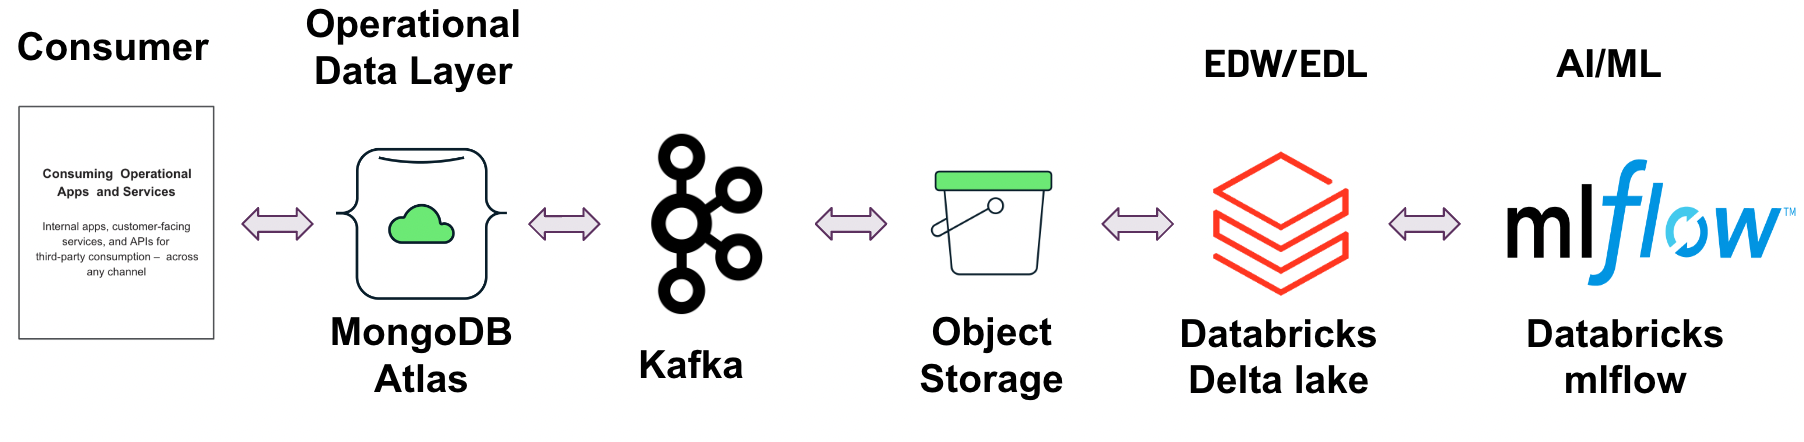 Consumer
Operational
Data Layer
EDW/EDL
AI/ML
Consuming Operational
Apps and Services
Internal apps, customer-facing
services, and APIs for
third-party consumption – across
any channel
mlflow™
MongoDB
Atlas
Kafka
Object
Storage
Databricks
Delta lake
Databricks
mlflow